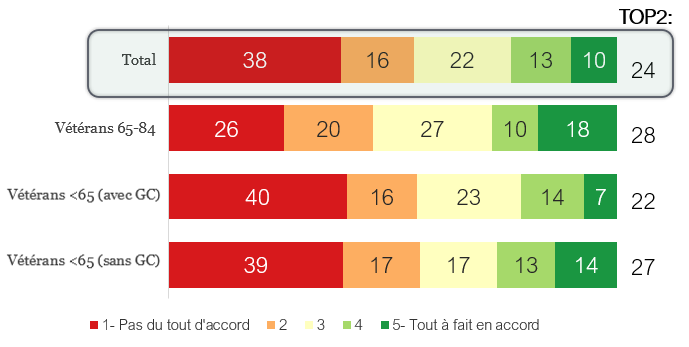 TOP2:
Total 38 16 22 13 10 24
Vétérans 65-84 26 20 27 10 18 28
Vétérans <65 (avec GC) 40 16 23 14 7 22
Vétérans <65 (sans GC) 39 17 17 13 14 27
1- Pas du tout d'accord 2 3 4 5- Tout à fait en accord